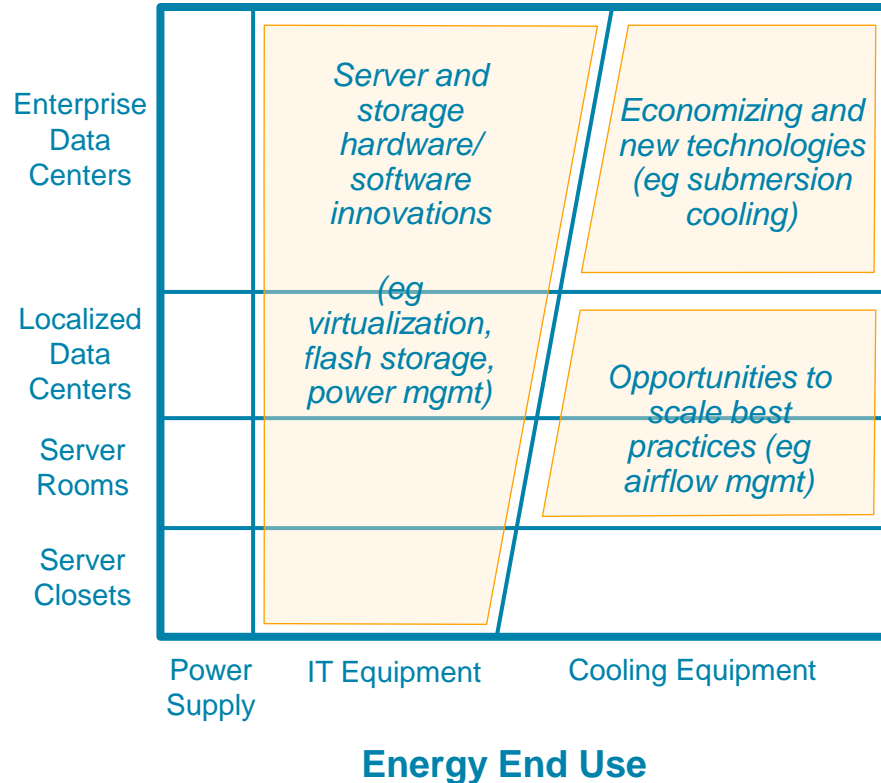 Enterprise
Data
Centers
Server and
storage
hardware/
software
innovations
(eg
virtualization,
flash storage,
power mgmt)
Economizing and
new technologies
(eg submersion
cooling)
Localized
Data
Centers
Opportunities to
scale best
practices (eg
airflow mgmt)
Server
Rooms
Server
Closets
Power
Supply
IT Equipment
Cooling Equipment
Energy End Use